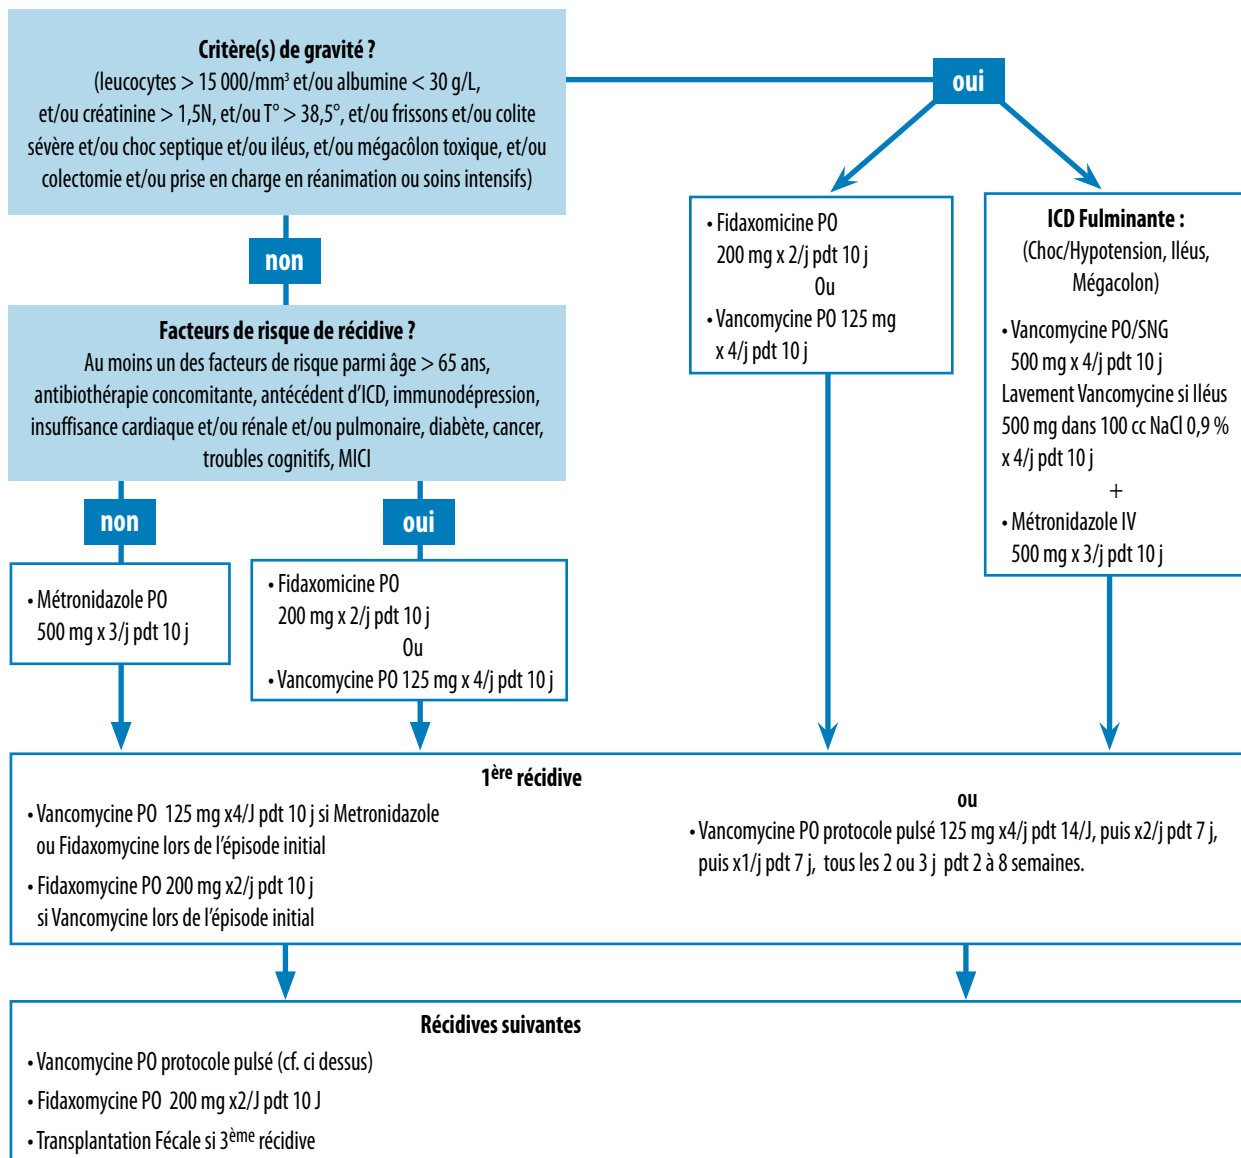 Critère(s) de gravité ?
(leucocytes > 15 000/mm³ et/ou albumine < 30 g/L,
et/ou créatinine > 1,5N, et/ou T° > 38,5°, et/ou frissons et/ou colite
sévère et/ou choc septique et/ou iléus, et/ou mégacôlon toxique, et/ou
colectomie et/ou prise en charge en réanimation ou soins intensifs)
oui
non
• Fidaxomicine PO
200 mg x 2/j pdt 10 j
Ou
• Vancomycine PO 125 mg
x 4/j pdt 10 j
ICD Fulminante :
(Choc/Hypotension, Iléus,
Mégacolon)
• Vancomycine PO/SNG
500 mg x 4/j pdt 10 j
Lavement Vancomycine si Iléus
500 mg dans 100 cc NaCl 0,9 %
x 4/j pdt 10 j
+
• Métronidazole IV
500 mg x 3/j pdt 10 j
Facteurs de risque de récidive ?
Au moins un des facteurs de risque parmi âge > 65 ans,
antibiothérapie concomitante, antécédent d’ICD, immunodépression,
insuffisance cardiaque et/ou rénale et/ou pulmonaire, diabète, cancer,
troubles cognitifs, MICI
non
oui
• Métronidazole PO
500 mg x 3/j pdt 10 j
• Fidaxomicine PO
200 mg x 2/j pdt 10 j
Ou
• Vancomycine PO 125 mg x 4/j pdt 10 j
1ère récidive
• Vancomycine PO 125 mg x4/J pdt 10 j si Metronidazole
ou Fidaxomycine lors de l’épisode initial
• Fidaxomycine PO 200 mg x2/j pdt 10 j
si Vancomycine lors de l’épisode initial
ou
• Vancomycine PO protocole pulsé 125 mg x4/j pdt 14/J, puis x2/j pdt 7 j,
puis x1/j pdt 7 j, tous les 2 ou 3 j pdt 2 à 8 semaines.
Récidives suivantes
• Vancomycine PO protocole pulsé (cf. ci dessus)
• Fidaxomycine PO 200 mg x2/J pdt 10 J
• Transplantation Fécale si 3ème récidive